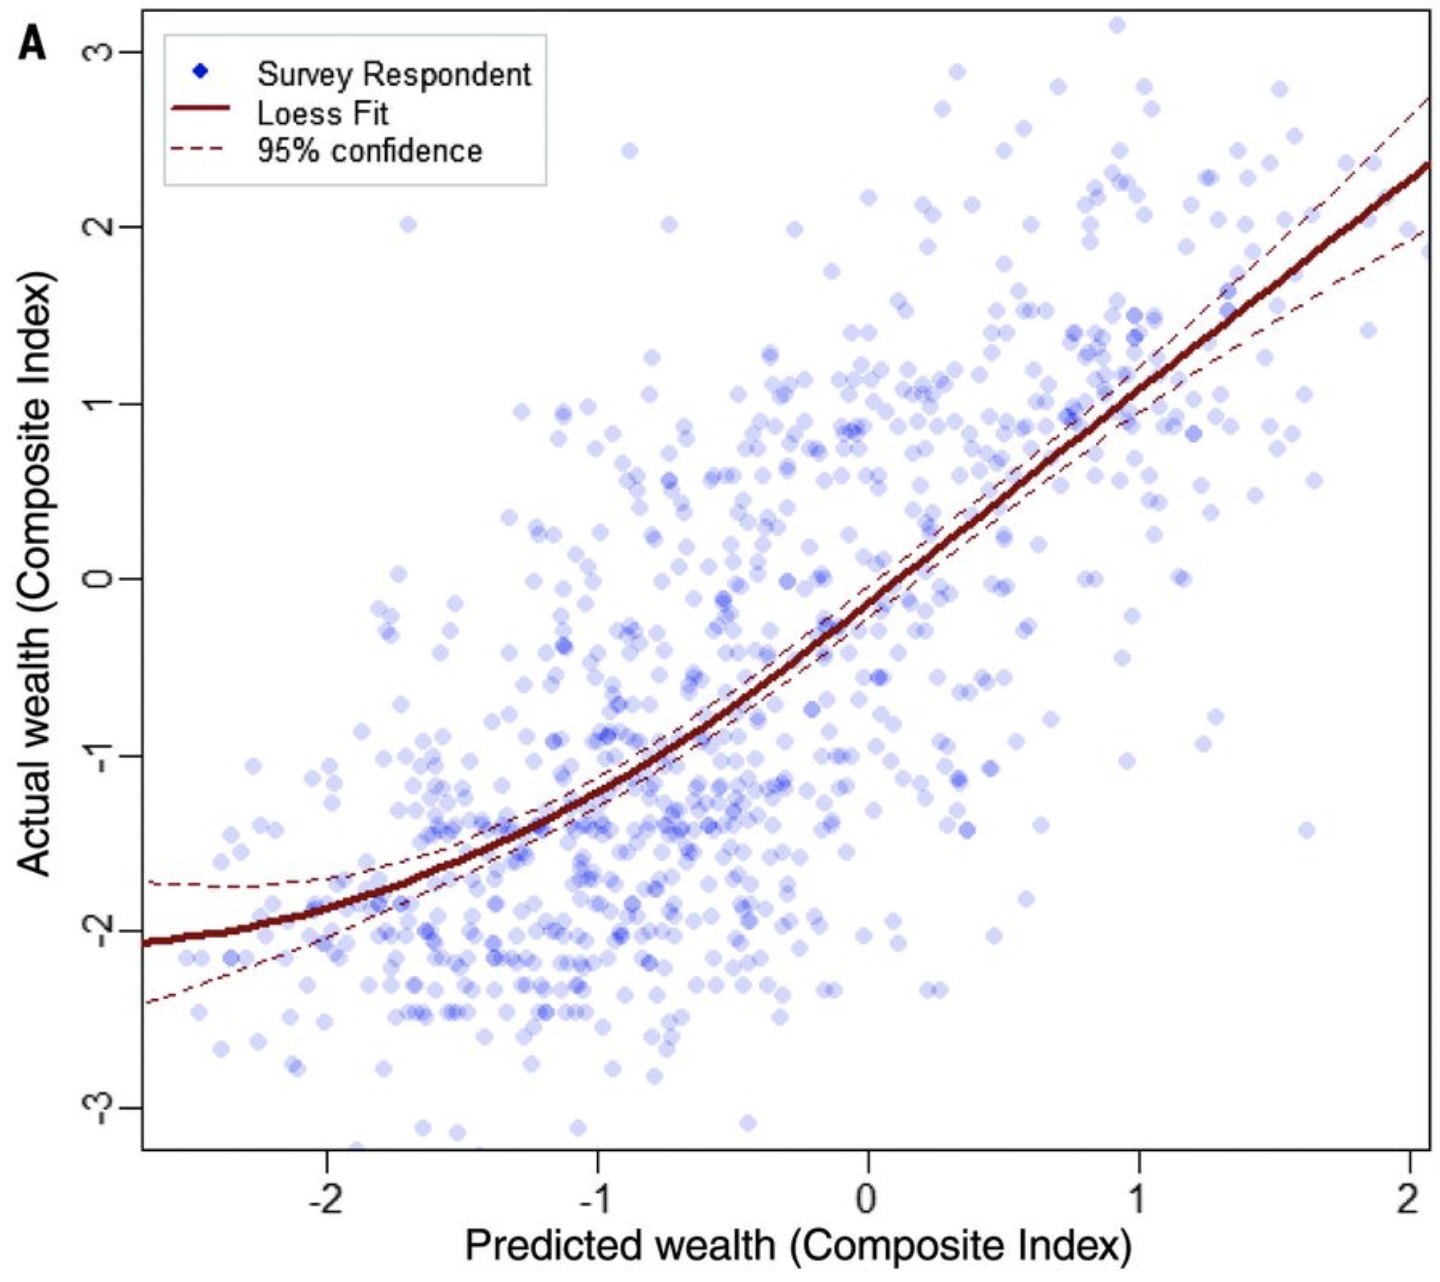 A
Survey Respondent
Loess Fit
95% confidence
3
2
1
0
-1
-2
-3
Actual wealth (Composite Index)
-2 -1 0 1 2
Predicted wealth (Composite Index)